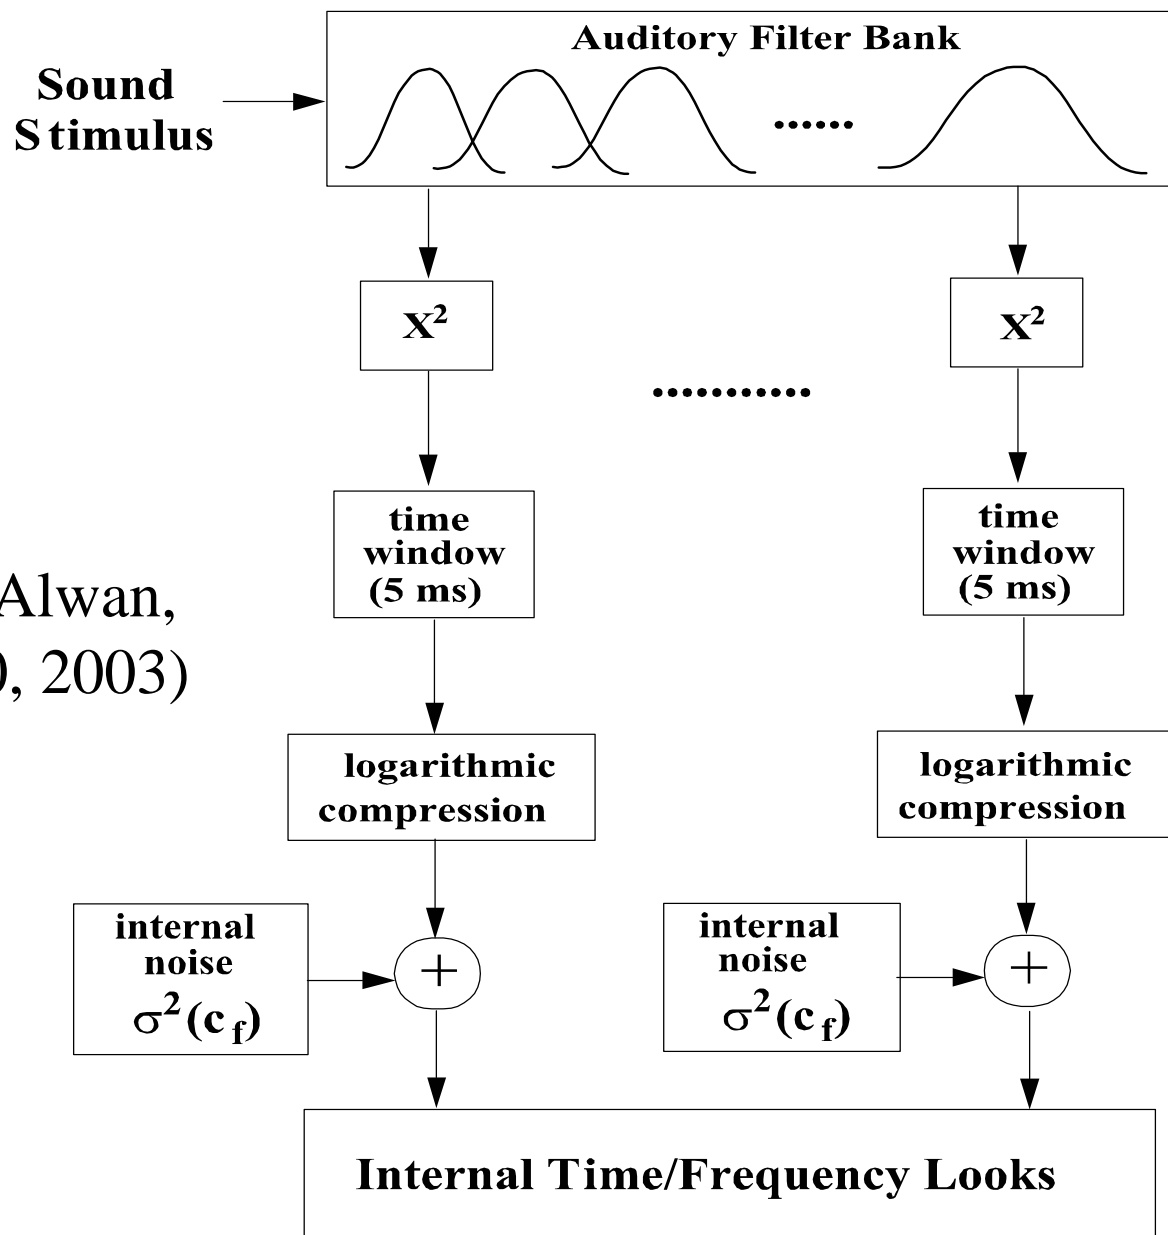 Auditory Filter Bank
Sound
Stimulus
......
X²
X²
...........
time
window
(5 ms)
time
window
(5 ms)
Alwan,
, 2003)
logarithmic
compression
logarithmic
compression
internal
noise
σ²(c_f)
+
internal
noise
σ²(c_f)
+
Internal Time/Frequency Looks